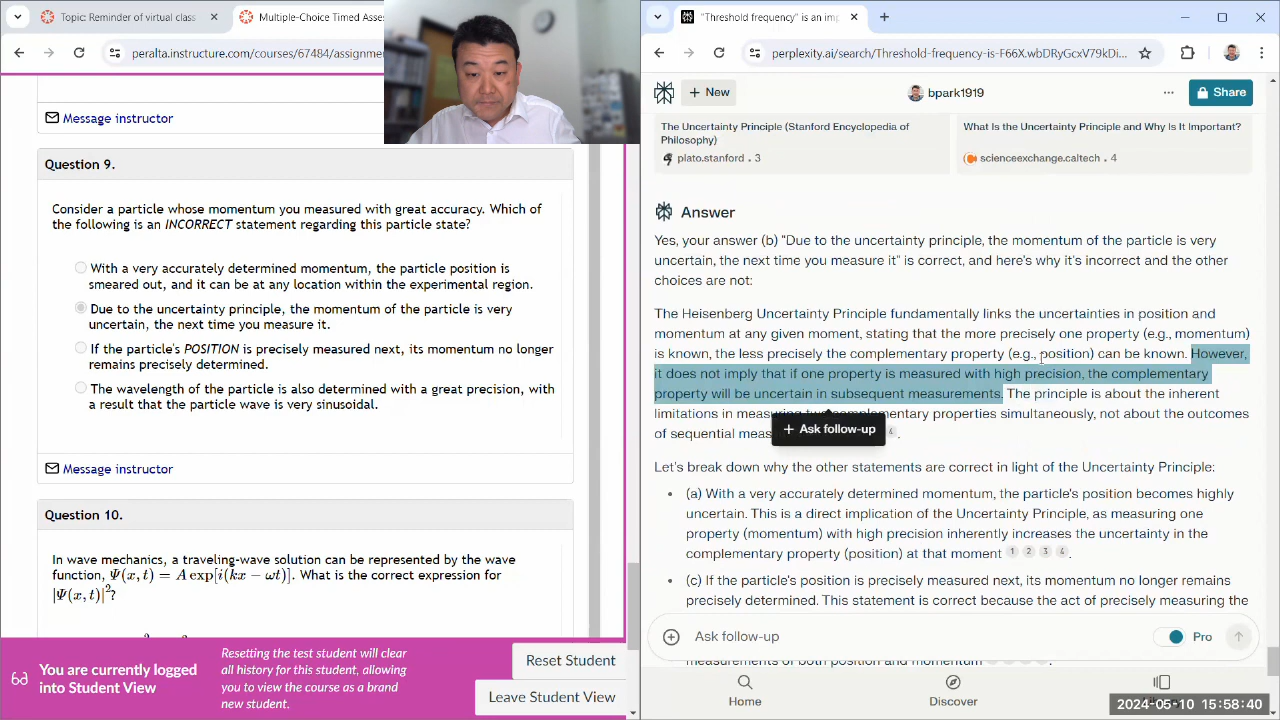 Topic Reminder of virtual class
Multiple-Choice Timed Asse
peralta.instructure.com/courses/67484/assignme
Message instructor
Question 9.
Consider a particle whose momentum you measured with great accuracy. Which of
the following is an INCORRECT statement regarding this particle state?
With a very accurately determined momentum, the particle position is
smeared out, and it can be at any location within the experimental region.
Due to the uncertainty principle, the momentum of the particle is very
uncertain, the next time you measure it.
If the particle's POSITION is precisely measured next, its momentum no longer
remains precisely determined.
The wavelength of the particle is also determined with a great precision, with
a result that the particle wave is very sinusoidal.
Message instructor
Question 10.
In wave mechanics, a traveling-wave solution can be represented by the wave
function, Ψ(x, t) = A exp[i(kx − ωt)]. What is the correct expression for
|Ψ(x, t)|²?
You are currently logged
into Student View
Resetting the test student will clear
all history for this student, allowing
you to view the course as a brand
new student.
Reset Student
Leave Student View
"Threshold frequency" is an imp
perplexity.ai/search/Threshold-frequency-is-F66X.wbDRyGczV79kDi...
New
bpark1919
Share
The Uncertainty Principle (Stanford Encyclopedia of
Philosophy)
plato.stanford · 3
What Is the Uncertainty Principle and Why Is It Important?
scienceexchange.caltech · 4
Answer
Yes, your answer (b) "Due to the uncertainty principle, the momentum of the particle is very
uncertain, the next time you measure it" is correct, and here's why it's incorrect and the other
choices are not:
The Heisenberg Uncertainty Principle fundamentally links the uncertainties in position and
momentum at any given moment, stating that the more precisely one property (e.g., momentum)
is known, the less precisely the complementary property (e.g., position) can be known. However,
it does not imply that if one property is measured with high precision, the complementary
property will be uncertain in subsequent measurements. The principle is about the inherent
limitations in measuring two complementary properties simultaneously, not about the outcomes
of sequential meas
4 .
+ Ask follow-up
Let's break down why the other statements are correct in light of the Uncertainty Principle:
• (a) With a very accurately determined momentum, the particle's position becomes highly
uncertain. This is a direct implication of the Uncertainty Principle, as measuring one
property (momentum) with high precision inherently increases the uncertainty in the
complementary property (position) at that moment 1 2 3 4 .
• (c) If the particle's position is precisely measured next, its momentum no longer remains
precisely determined. This statement is correct because the act of precisely measuring the
Ask follow-up
Pro
measurements of both position and momentum
Home
Discover
2024-05-10 15:58:40